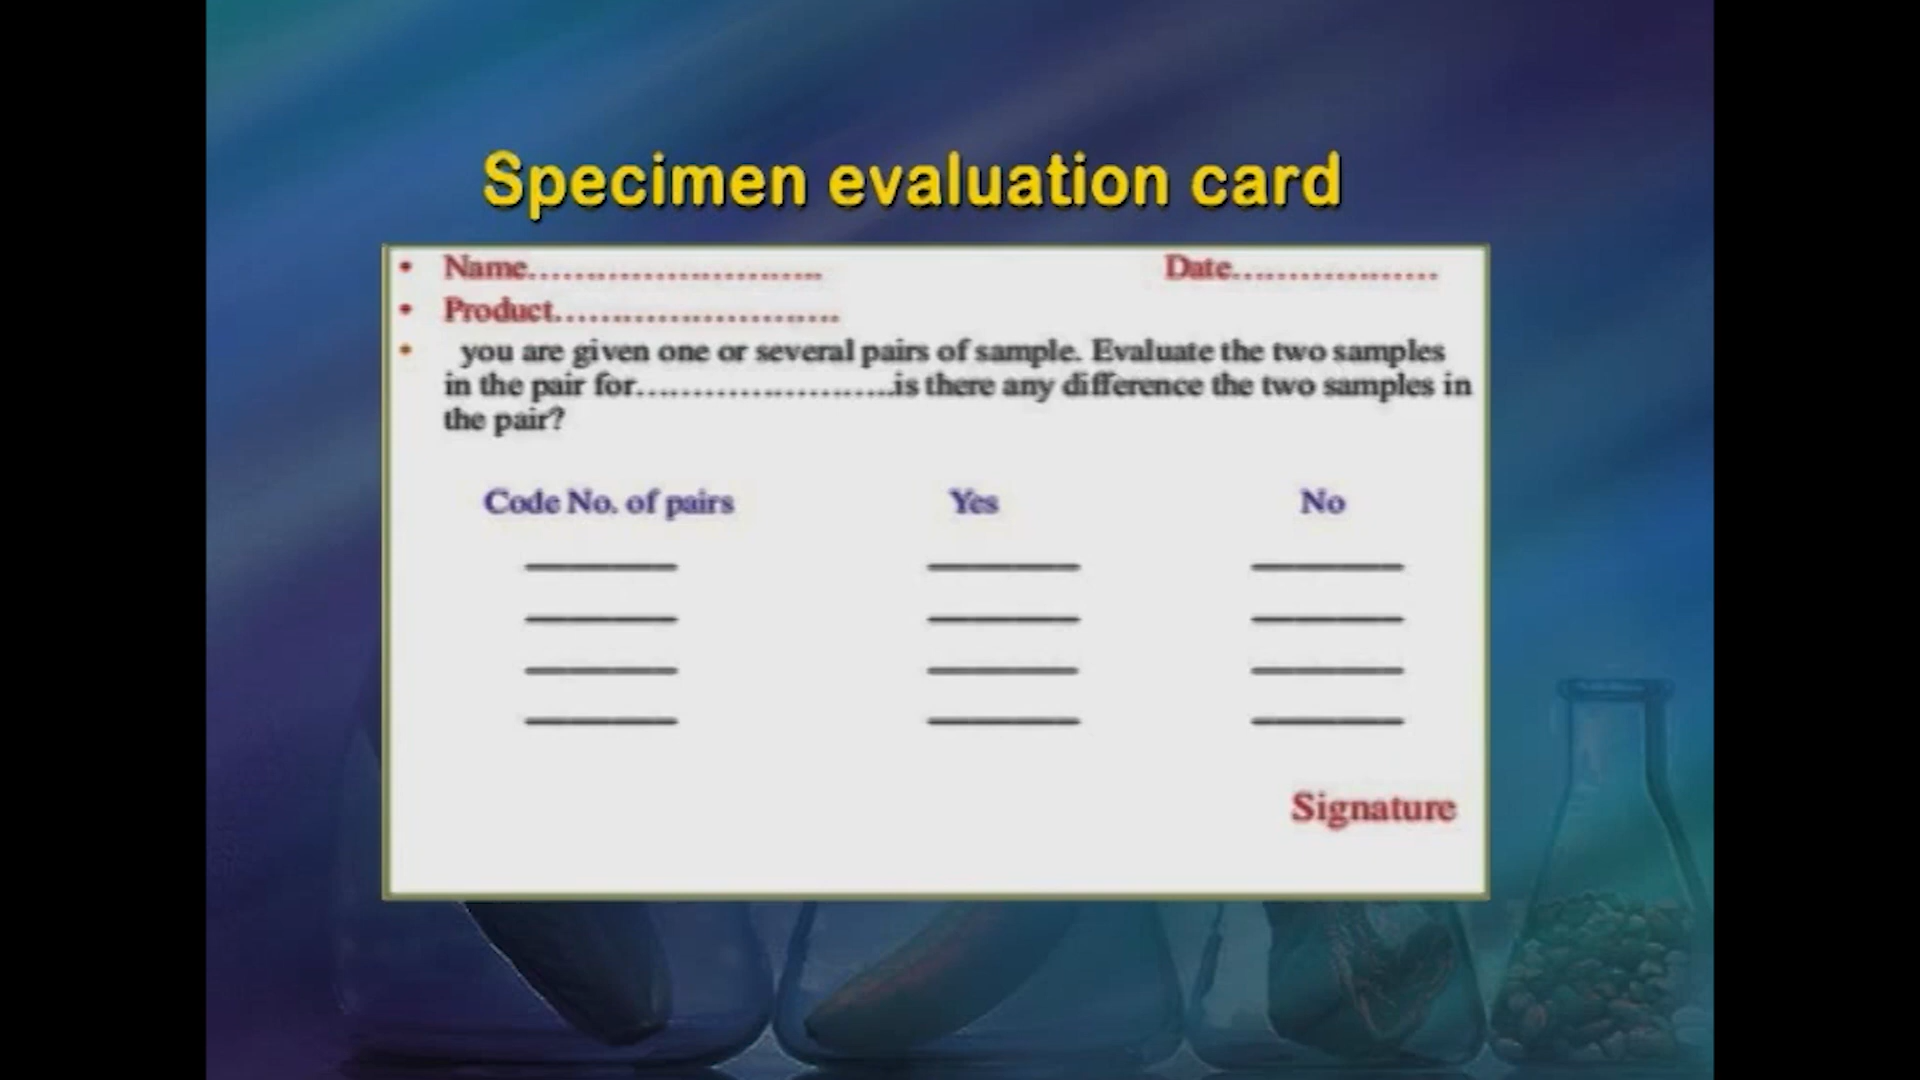 Specimen evaluation card
• Name............................ Date...................
• Product...........................
• you are given one or several pairs of sample. Evaluate the two samples
in the pair for........................is there any difference the two samples in
the pair?
Code No. of pairs Yes No
Signature